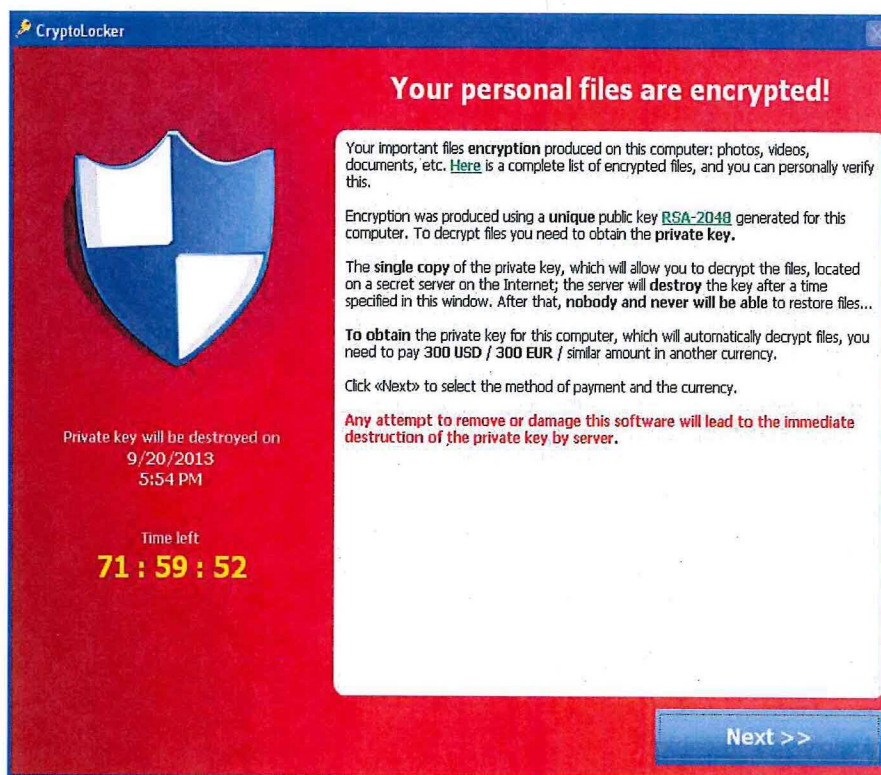 CryptoLocker
Your personal files are encrypted!
Your important files encryption produced on this computer: photos, videos,
documents, etc. Here is a complete list of encrypted files, and you can personally verify
this.
Encryption was produced using a unique public key RSA-2048 generated for this
computer. To decrypt files you need to obtain the private key.
The single copy of the private key, which will allow you to decrypt the files, located
on a secret server on the Internet; the server will destroy the key after a time
specified in this window. After that, nobody and never will be able to restore files...
To obtain the private key for this computer, which will automatically decrypt files, you
need to pay 300 USD / 300 EUR / similar amount in another currency.
Click «Next» to select the method of payment and the currency.
Any attempt to remove or damage this software will lead to the immediate
destruction of the private key by server.
Private key will be destroyed on
9/20/2013
5:54 PM
Time left
71 : 59 : 52
Next >>